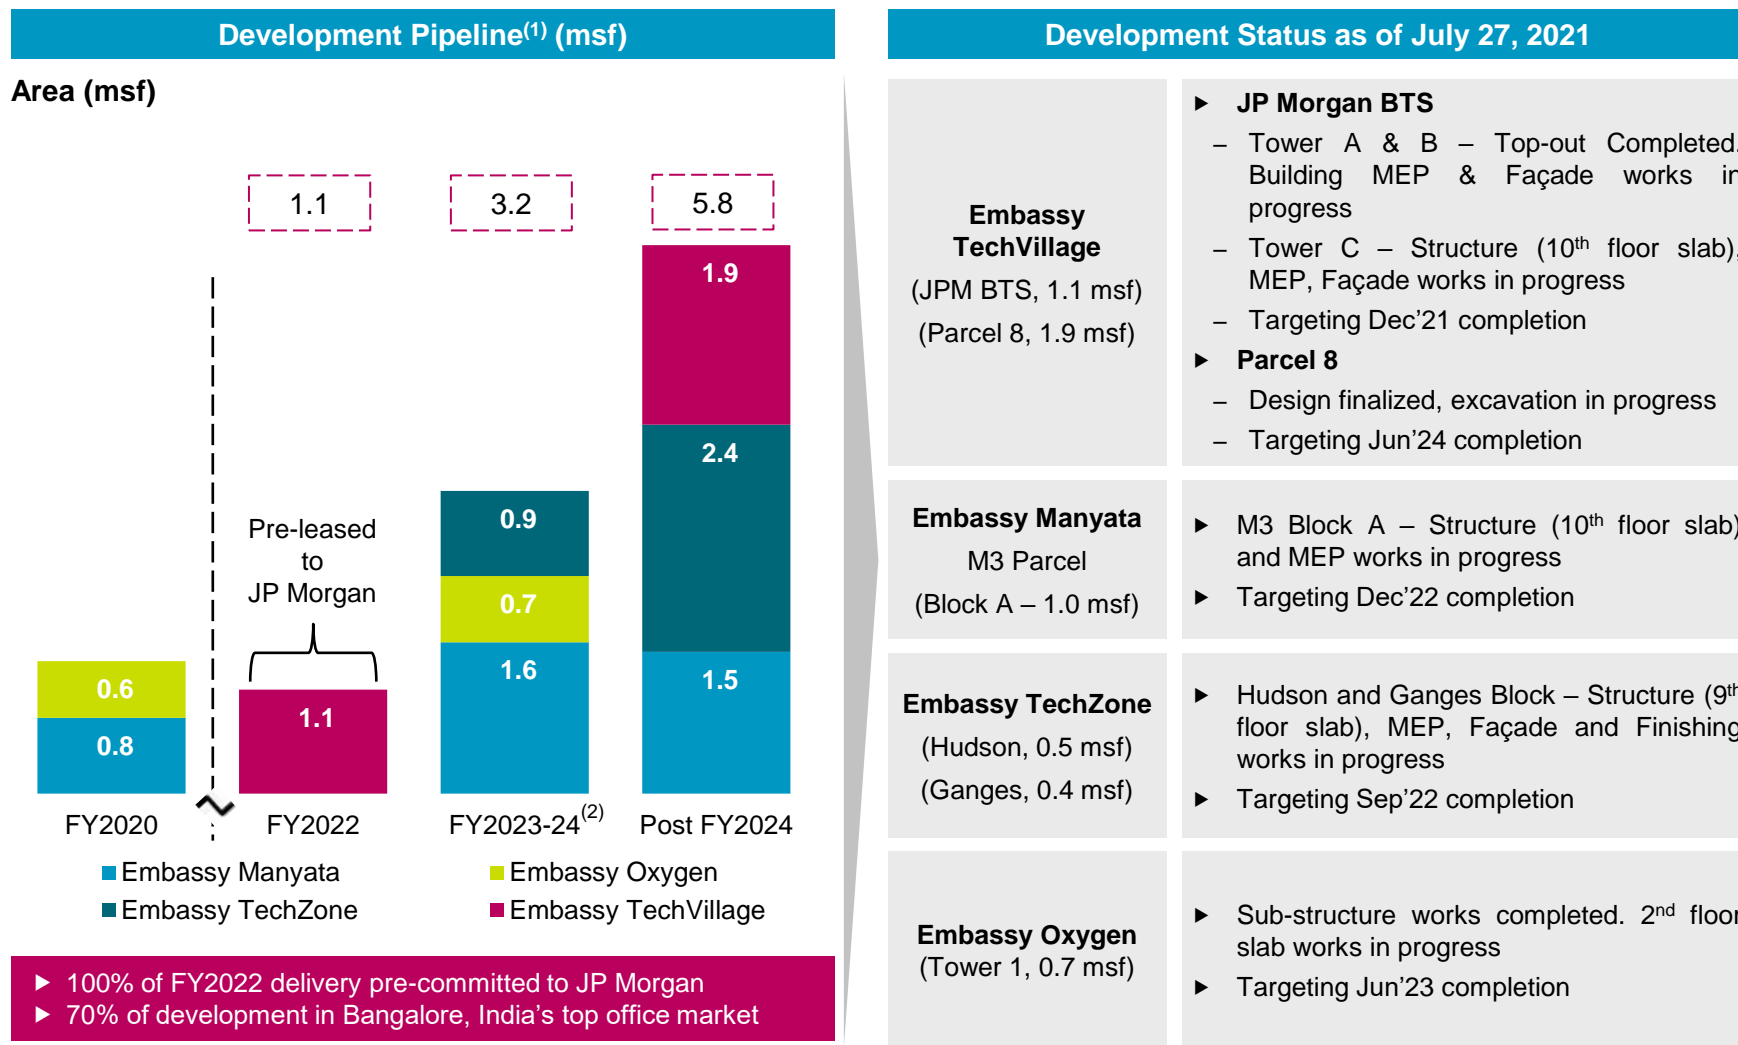 Development Pipeline(1) (msf)
Area (msf)
1.1
3.2
5.8
1.9
2.4
1.5
0.9
0.7
1.6
Pre-leased
to
JP Morgan
1.1
0.6
0.8
FY2020
FY2022
FY2023-24(2)
Post FY2024
Embassy Manyata
Embassy Oxygen
Embassy TechZone
Embassy TechVillage
► 100% of FY2022 delivery pre-committed to JP Morgan
► 70% of development in Bangalore, India’s top office market
Development Status as of July 27, 2021
Embassy
TechVillage
(JPM BTS, 1.1 msf)
(Parcel 8, 1.9 msf)
► JP Morgan BTS
– Tower A & B – Top-out Completed.
Building MEP & Façade works in
progress
– Tower C – Structure (10th floor slab),
MEP, Façade works in progress
– Targeting Dec’21 completion
► Parcel 8
– Design finalized, excavation in progress
– Targeting Jun’24 completion
Embassy Manyata
M3 Parcel
(Block A – 1.0 msf)
► M3 Block A – Structure (10th floor slab)
and MEP works in progress
► Targeting Dec’22 completion
Embassy TechZone
(Hudson, 0.5 msf)
(Ganges, 0.4 msf)
► Hudson and Ganges Block – Structure (9th
floor slab), MEP, Façade and Finishing
works in progress
► Targeting Sep’22 completion
Embassy Oxygen
(Tower 1, 0.7 msf)
► Sub-structure works completed. 2nd floor
slab works in progress
► Targeting Jun’23 completion